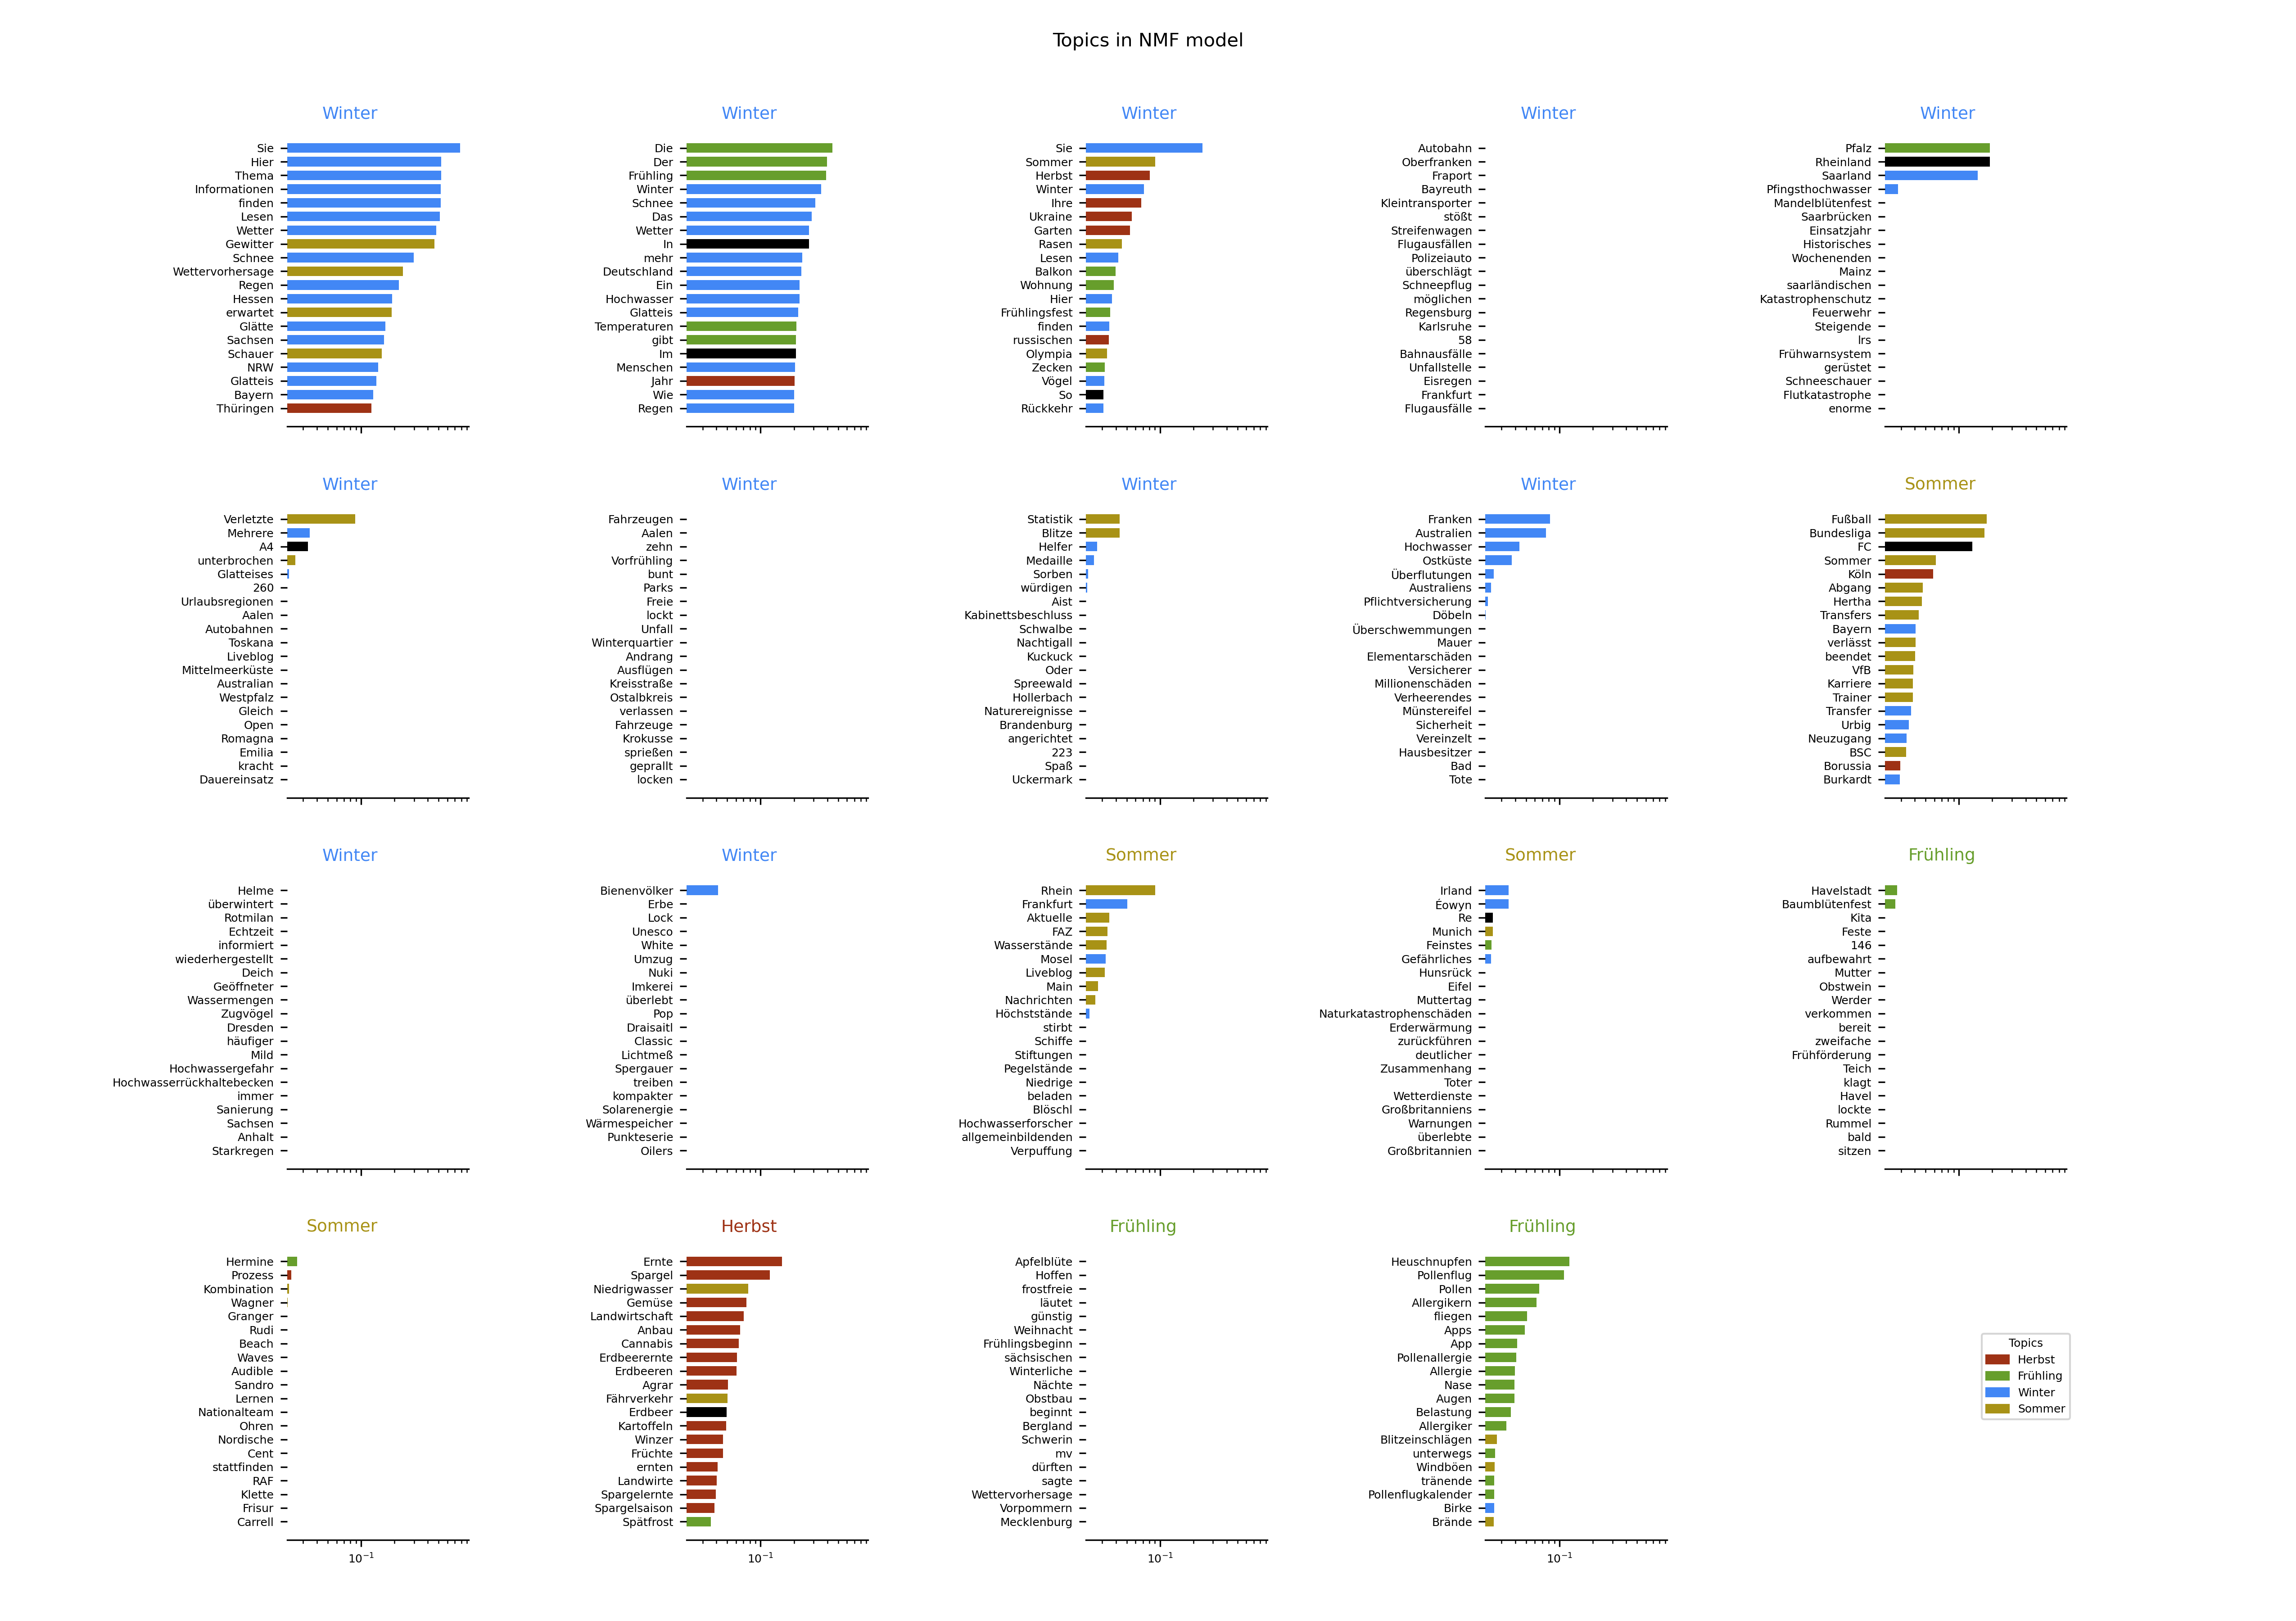 Topics in NMF model
Winter
Sie
Hier
Thema
Informationen
finden
Lesen
Wetter
Gewitter
Schnee
Wettervorhersage
Regen
Hessen
erwartet
Glätte
Sachsen
Schauer
NRW
Glatteis
Bayern
Thüringen
Winter
Die
Der
Frühling
Winter
Schnee
Das
Wetter
In
mehr
Deutschland
Ein
Hochwasser
Glatteis
Temperaturen
gibt
Im
Menschen
Jahr
Wie
Regen
Winter
Sie
Sommer
Herbst
Winter
Ihre
Ukraine
Garten
Rasen
Lesen
Balkon
Wohnung
Hier
Frühlingsfest
finden
russischen
Olympia
Zecken
Vögel
So
Rückkehr
Winter
Autobahn
Oberfranken
Fraport
Bayreuth
Kleintransporter
stößt
Streifenwagen
Flugausfällen
Polizeiauto
überschlägt
Schneepflug
möglichen
Regensburg
Karlsruhe
58
Bahnausfälle
Unfallstelle
Eisregen
Frankfurt
Flugausfälle
Winter
Pfalz
Rheinland
Saarland
Pfingsthochwasser
Mandelblütenfest
Saarbrücken
Einsatzjahr
Historisches
Wochenenden
Mainz
saarländischen
Katastrophenschutz
Feuerwehr
Steigende
lrs
Frühwarnsystem
gerüstet
Schneeschauer
Flutkatastrophe
enorme
Winter
Verletzte
Mehrere
A4
unterbrochen
Glatteises
260
Urlaubsregionen
Aalen
Autobahnen
Toskana
Liveblog
Mittelmeerküste
Australian
Westpfalz
Gleich
Open
Romagna
Emilia
kracht
Dauereinsatz
Winter
Fahrzeugen
Aalen
zehn
Vorfrühling
bunt
Parks
Freie
lockt
Unfall
Winterquartier
Andrang
Ausflügen
Kreisstraße
Ostalbkreis
verlassen
Fahrzeuge
Krokusse
sprießen
geprallt
locken
Winter
Statistik
Blitze
Helfer
Medaille
Sorben
würdigen
Aist
Kabinettsbeschluss
Schwalbe
Nachtigall
Kuckuck
Oder
Spreewald
Hollerbach
Naturereignisse
Brandenburg
angerichtet
223
Spaß
Uckermark
Winter
Franken
Australien
Hochwasser
Ostküste
Überflutungen
Australiens
Pflichtversicherung
Döbeln
Überschwemmungen
Mauer
Elementarschäden
Versicherer
Millionenschäden
Verheerendes
Münstereifel
Sicherheit
Vereinzelt
Hausbesitzer
Bad
Tote
Sommer
Fußball
Bundesliga
FC
Sommer
Köln
Abgang
Hertha
Transfers
Bayern
verlässt
beendet
VfB
Karriere
Trainer
Transfer
Urbig
Neuzugang
BSC
Borussia
Burkardt
Winter
Helme
überwintert
Rotmilan
Echtzeit
informiert
wiederhergestellt
Deich
Geöffneter
Wassermengen
Zugvögel
Dresden
häufiger
Mild
Hochwassergefahr
Hochwasserrückhaltebecken
immer
Sanierung
Sachsen
Anhalt
Starkregen
Winter
Bienenvölker
Erbe
Lock
Unesco
White
Umzug
Nuki
Imkerei
überlebt
Pop
Draisaitl
Classic
Lichtmeß
Spergauer
treiben
kompakter
Solarenergie
Wärmespeicher
Punkteserie
Oilers
Sommer
Rhein
Frankfurt
Aktuelle
FAZ
Wasserstände
Mosel
Liveblog
Main
Nachrichten
Höchststände
stirbt
Schiffe
Stiftungen
Pegelstände
Niedrige
beladen
Blöschl
Hochwasserforscher
allgemeinbildenden
Verpuffung
Sommer
Irland
Éowyn
Re
Munich
Feinstes
Gefährliches
Hunsrück
Eifel
Muttertag
Naturkatastrophenschäden
Erderwärmung
zurückführen
deutlicher
Zusammenhang
Toter
Wetterdienste
Großbritanniens
Warnungen
überlebte
Großbritannien
Frühling
Havelstadt
Baumblütenfest
Kita
Feste
146
aufbewahrt
Mutter
Obstwein
Werder
verkommen
bereit
zweifache
Frühförderung
Teich
klagt
Havel
lockte
Rummel
bald
sitzen
Sommer
Hermine
Prozess
Kombination
Wagner
Granger
Rudi
Beach
Waves
Audible
Sandro
Lernen
Nationalteam
Ohren
Nordische
Cent
stattfinden
RAF
Klette
Frisur
Carrell
10⁻¹
Herbst
Ernte
Spargel
Niedrigwasser
Gemüse
Landwirtschaft
Anbau
Cannabis
Erdbeerernte
Erdbeeren
Agrar
Fährverkehr
Erdbeer
Kartoffeln
Winzer
Früchte
ernten
Landwirte
Spargelernte
Spargelsaison
Spätfrost
10⁻¹
Frühling
Apfelblüte
Hoffen
frostfreie
läutet
günstig
Weihnacht
Frühlingsbeginn
sächsischen
Winterliche
Nächte
Obstbau
beginnt
Bergland
Schwerin
mv
dürften
sagte
Wettervorhersage
Vorpommern
Mecklenburg
10⁻¹
Frühling
Heuschnupfen
Pollenflug
Pollen
Allergikern
fliegen
Apps
App
Pollenallergie
Allergie
Nase
Augen
Belastung
Allergiker
Blitzeinschlägen
unterwegs
Windböen
tränende
Pollenflugkalender
Birke
Brände
10⁻¹
Topics
Herbst
Frühling
Winter
Sommer